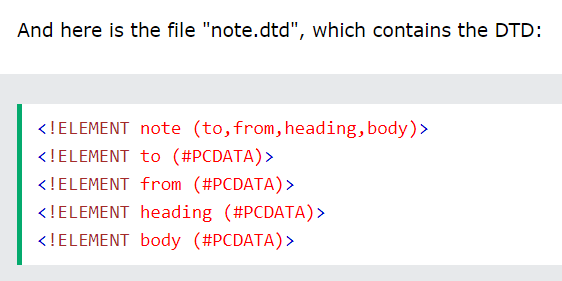 And here is the file "note.dtd", which contains the DTD:
<!ELEMENT note (to,from,heading,body)>
<!ELEMENT to (#PCDATA)>
<!ELEMENT from (#PCDATA)>
<!ELEMENT heading (#PCDATA)>
<!ELEMENT body (#PCDATA)>